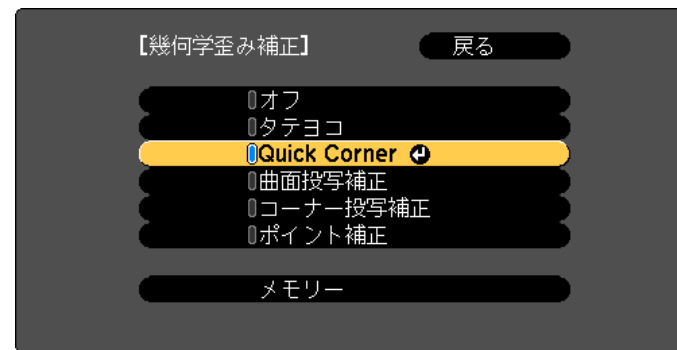 【幾何学歪み補正】 戻る
オフ
タテヨコ
Quick Corner
曲面投写補正
コーナー投写補正
ポイント補正
メモリー